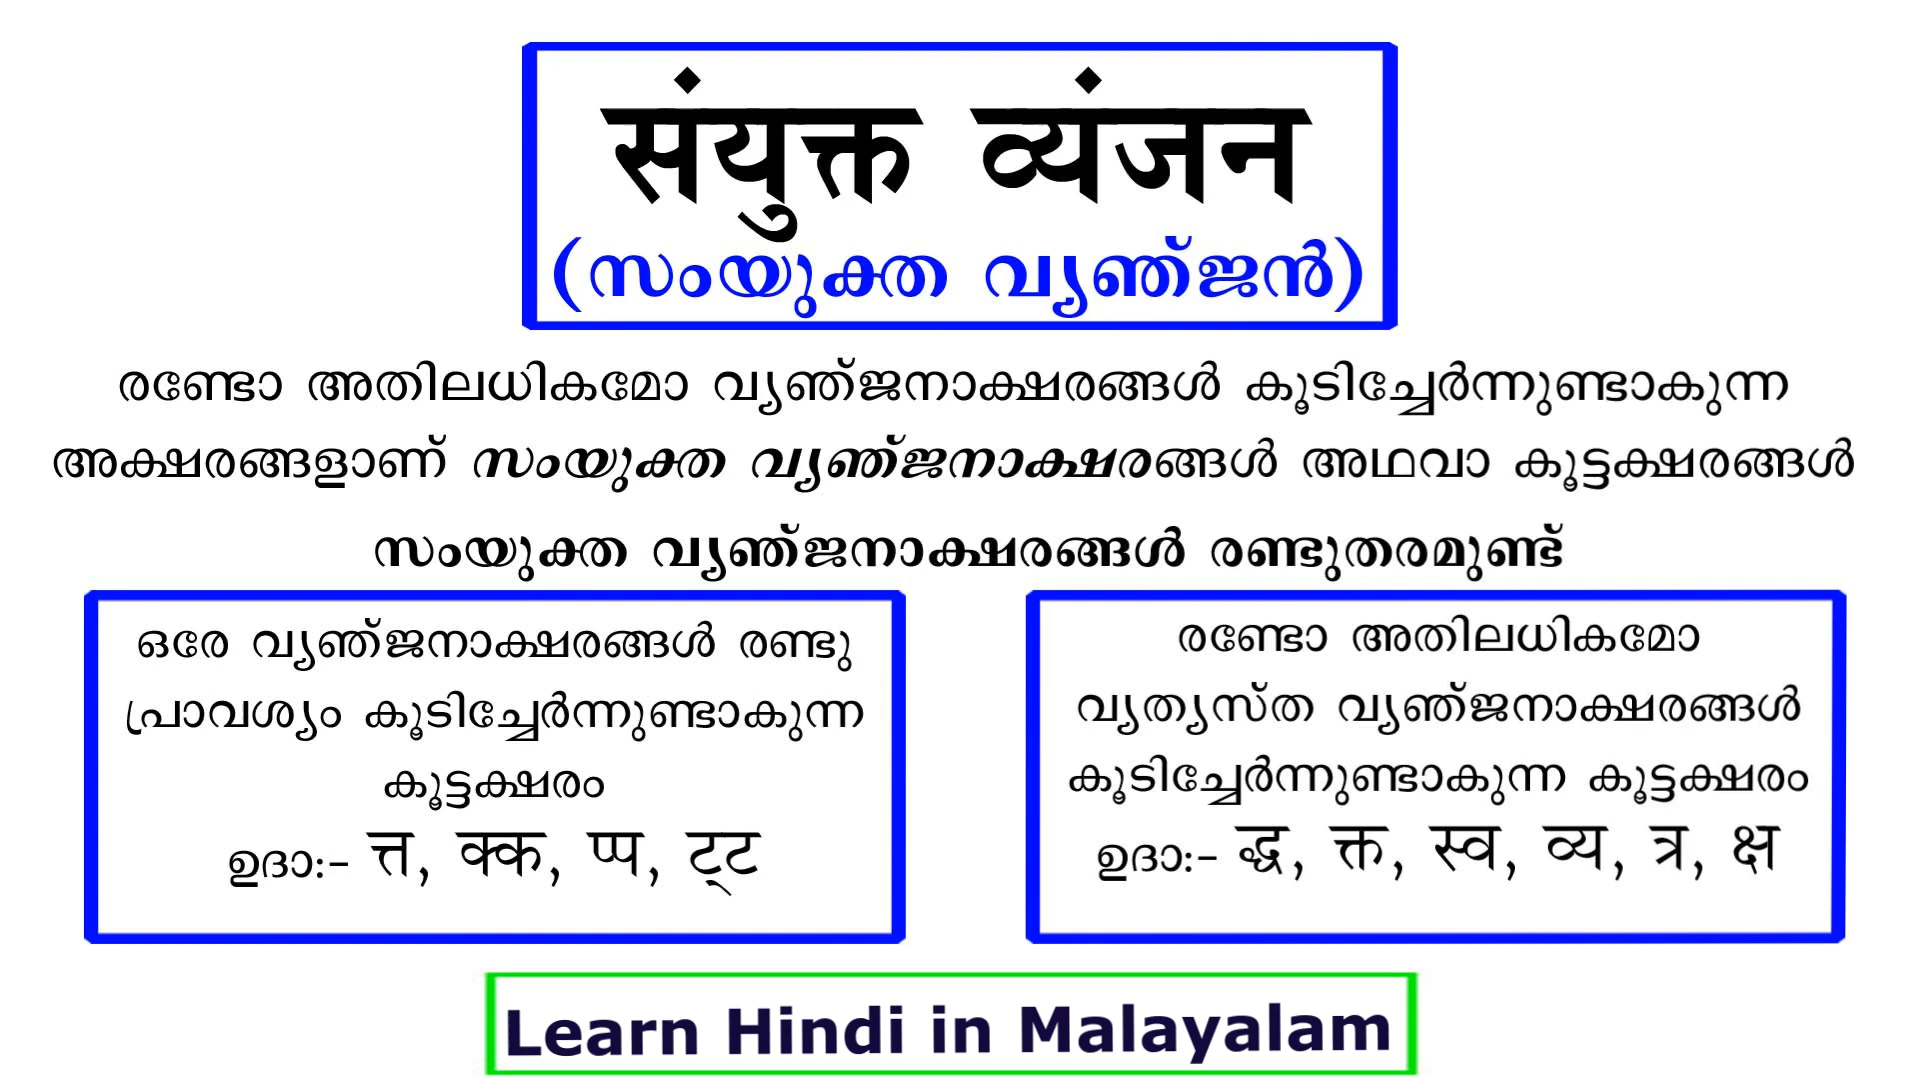 संयुक्त व्यंजन
(സംയുക്ത വ്യഞ്ജൻ)
രണ്ടോ അതിലധികമോ വ്യഞ്ജനാക്ഷരങ്ങൾ കൂടിച്ചേർന്നുണ്ടാകുന്ന
അക്ഷരങ്ങളാണ് സംയുക്ത വ്യഞ്ജനാക്ഷരങ്ങൾ അഥവാ കൂട്ടക്ഷരങ്ങൾ
സംയുക്ത വ്യഞ്ജനാക്ഷരങ്ങൾ രണ്ടുതരമുണ്ട്
ഒരേ വ്യഞ്ജനാക്ഷരങ്ങൾ രണ്ടു
പ്രാവശ്യം കൂടിച്ചേർന്നുണ്ടാകുന്ന
കൂട്ടക്ഷരം
ഉദാ:- त्त, क्क, प्प, ट्ट
രണ്ടോ അതിലധികമോ
വ്യത്യസ്ത വ്യഞ്ജനാക്ഷരങ്ങൾ
കൂടിച്ചേർന്നുണ്ടാകുന്ന കൂട്ടക്ഷരം
ഉദാ:- द्ध, क्त, स्व, व्य, त्र, क्ष
Learn Hindi in Malayalam